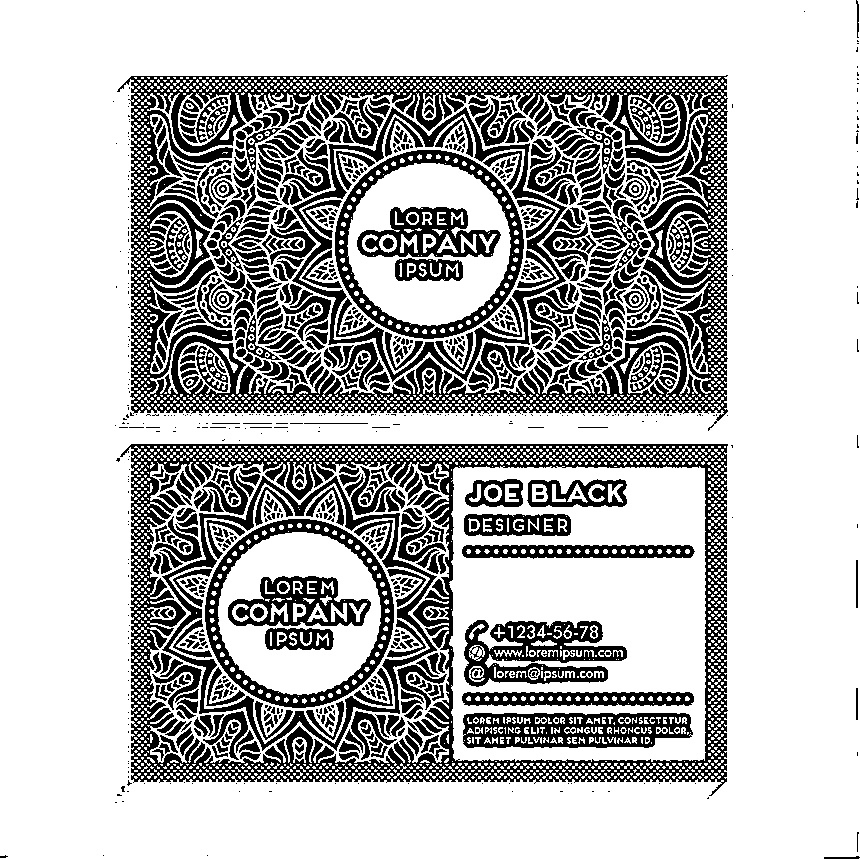 LOREM
COMPANY
IPSUM
JOE BLACK
DESIGNER
LOREM
COMPANY
IPSUM
+1234-56-78
www.loremipsum.com
@ lorem@ipsum.com
LOREM IPSUM DOLOR SIT AMET, CONSECTETUR
ADIPISCING ELIT. IN CONGUE RHONCUS DOLOR,
SIT AMET PULVINAR SEM PULVINAR ID.